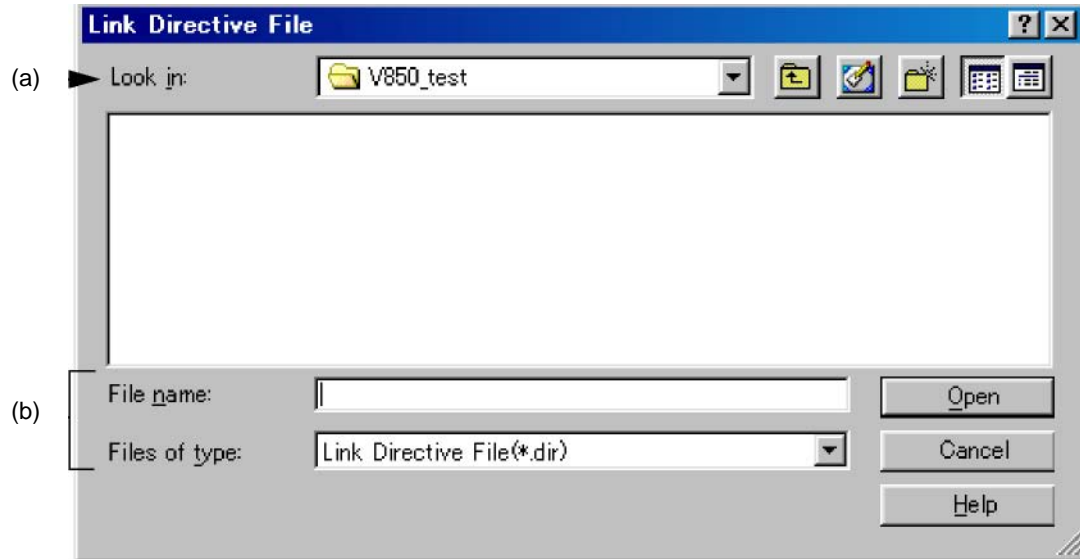 Link Directive File
(a)
Look in:
V850_test
File name:
Open
(b)
Files of type:
Link Directive File(*.dir)
Cancel
Help